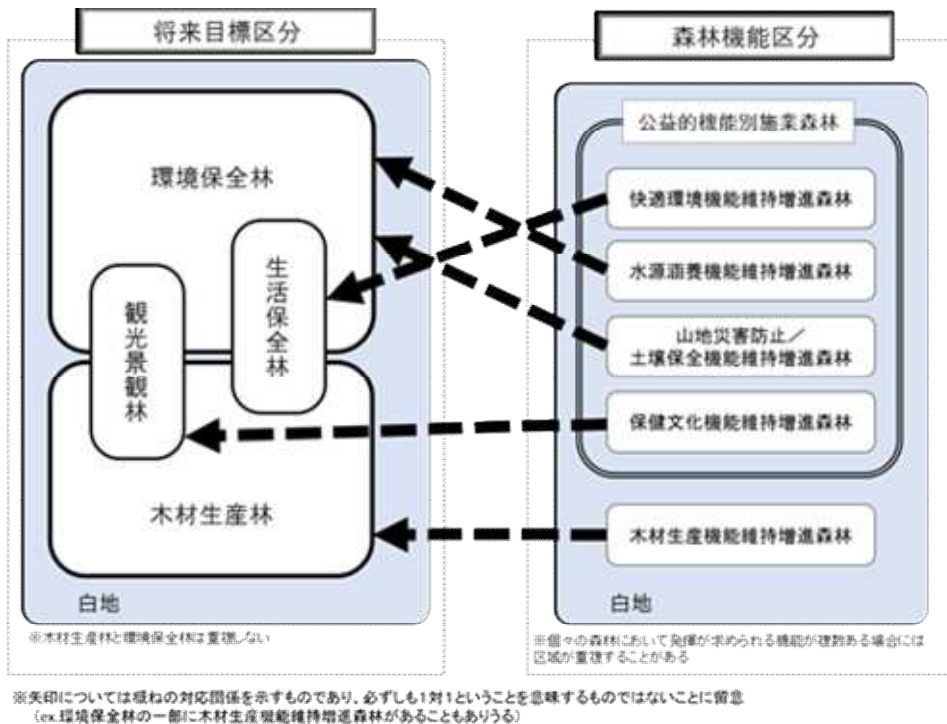 将来目標区分
環境保全林
生活保全林
観光景観林
木材生産林
白地
※木材生産林と環境保全林は重複しない
森林機能区分
公益的機能別施業森林
快適環境機能維持増進森林
水源涵養機能維持増進森林
山地災害防止／
土壌保全機能維持増進森林
保健文化機能維持増進森林
木材生産機能維持増進森林
白地
※個々の森林において発揮が求められる機能が複数ある場合には
区域が重複することがある
※矢印については概ねの対応関係を示すものであり、必ずしも1対1ということを意味するものではないことに留意
（ex.環境保全林の一部に木材生産機能維持増進森林があることもありうる）